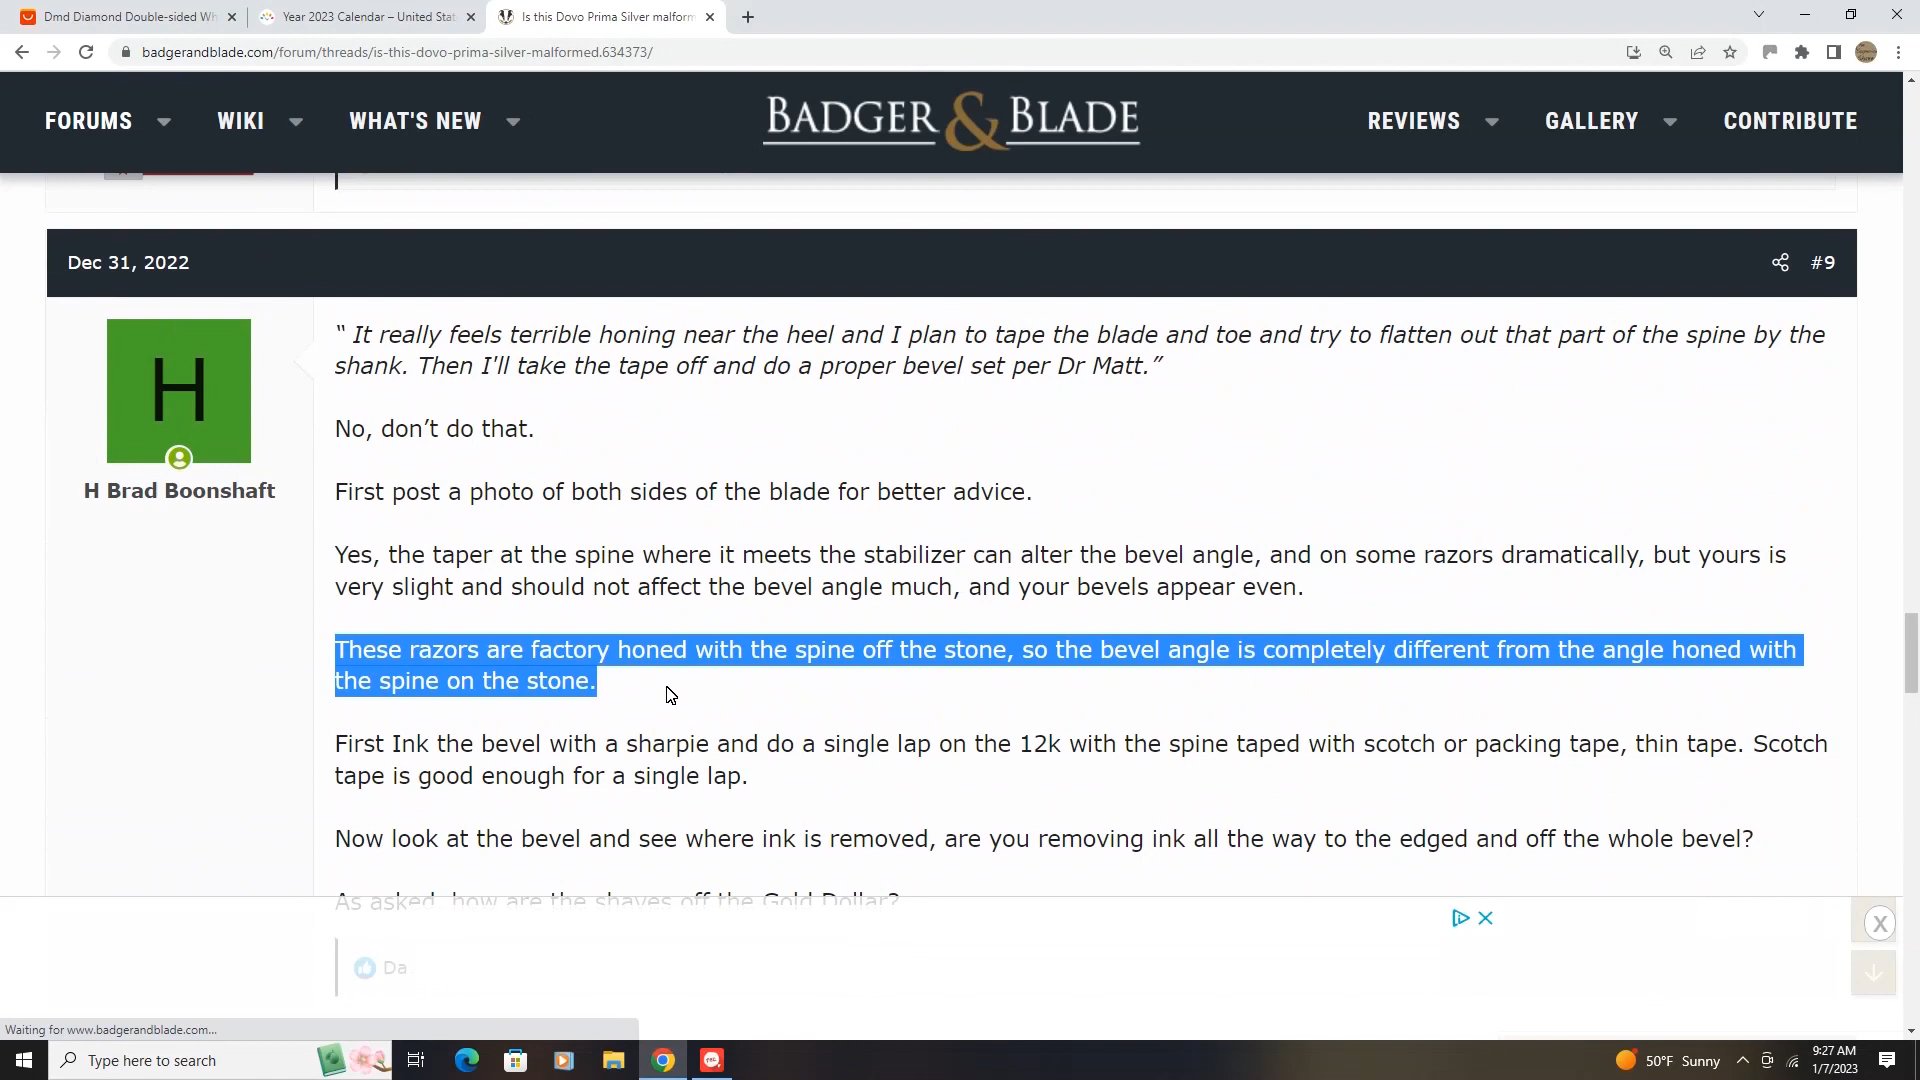 Dmd Diamond Double-sided Wh
Year 2023 Calendar – United Stat
Is this Dovo Prima Silver malform
badgerandblade.com/forum/threads/is-this-dovo-prima-silver-malformed.634373/
FORUMS WIKI WHAT'S NEW BADGER & BLADE REVIEWS GALLERY CONTRIBUTE
Dec 31, 2022 #9
H
H Brad Boonshaft
“ It really feels terrible honing near the heel and I plan to tape the blade and toe and try to flatten out that part of the spine by the
shank. Then I'll take the tape off and do a proper bevel set per Dr Matt.”
No, don’t do that.
First post a photo of both sides of the blade for better advice.
Yes, the taper at the spine where it meets the stabilizer can alter the bevel angle, and on some razors dramatically, but yours is
very slight and should not affect the bevel angle much, and your bevels appear even.
These razors are factory honed with the spine off the stone, so the bevel angle is completely different from the angle honed with
the spine on the stone.
First Ink the bevel with a sharpie and do a single lap on the 12k with the spine taped with scotch or packing tape, thin tape. Scotch
tape is good enough for a single lap.
Now look at the bevel and see where ink is removed, are you removing ink all the way to the edged and off the whole bevel?
As asked, how are the shaves off the Gold Dollar?
X
Da
Waiting for www.badgerandblade.com...
Type here to search
50°F Sunny
9:27 AM
1/7/2023